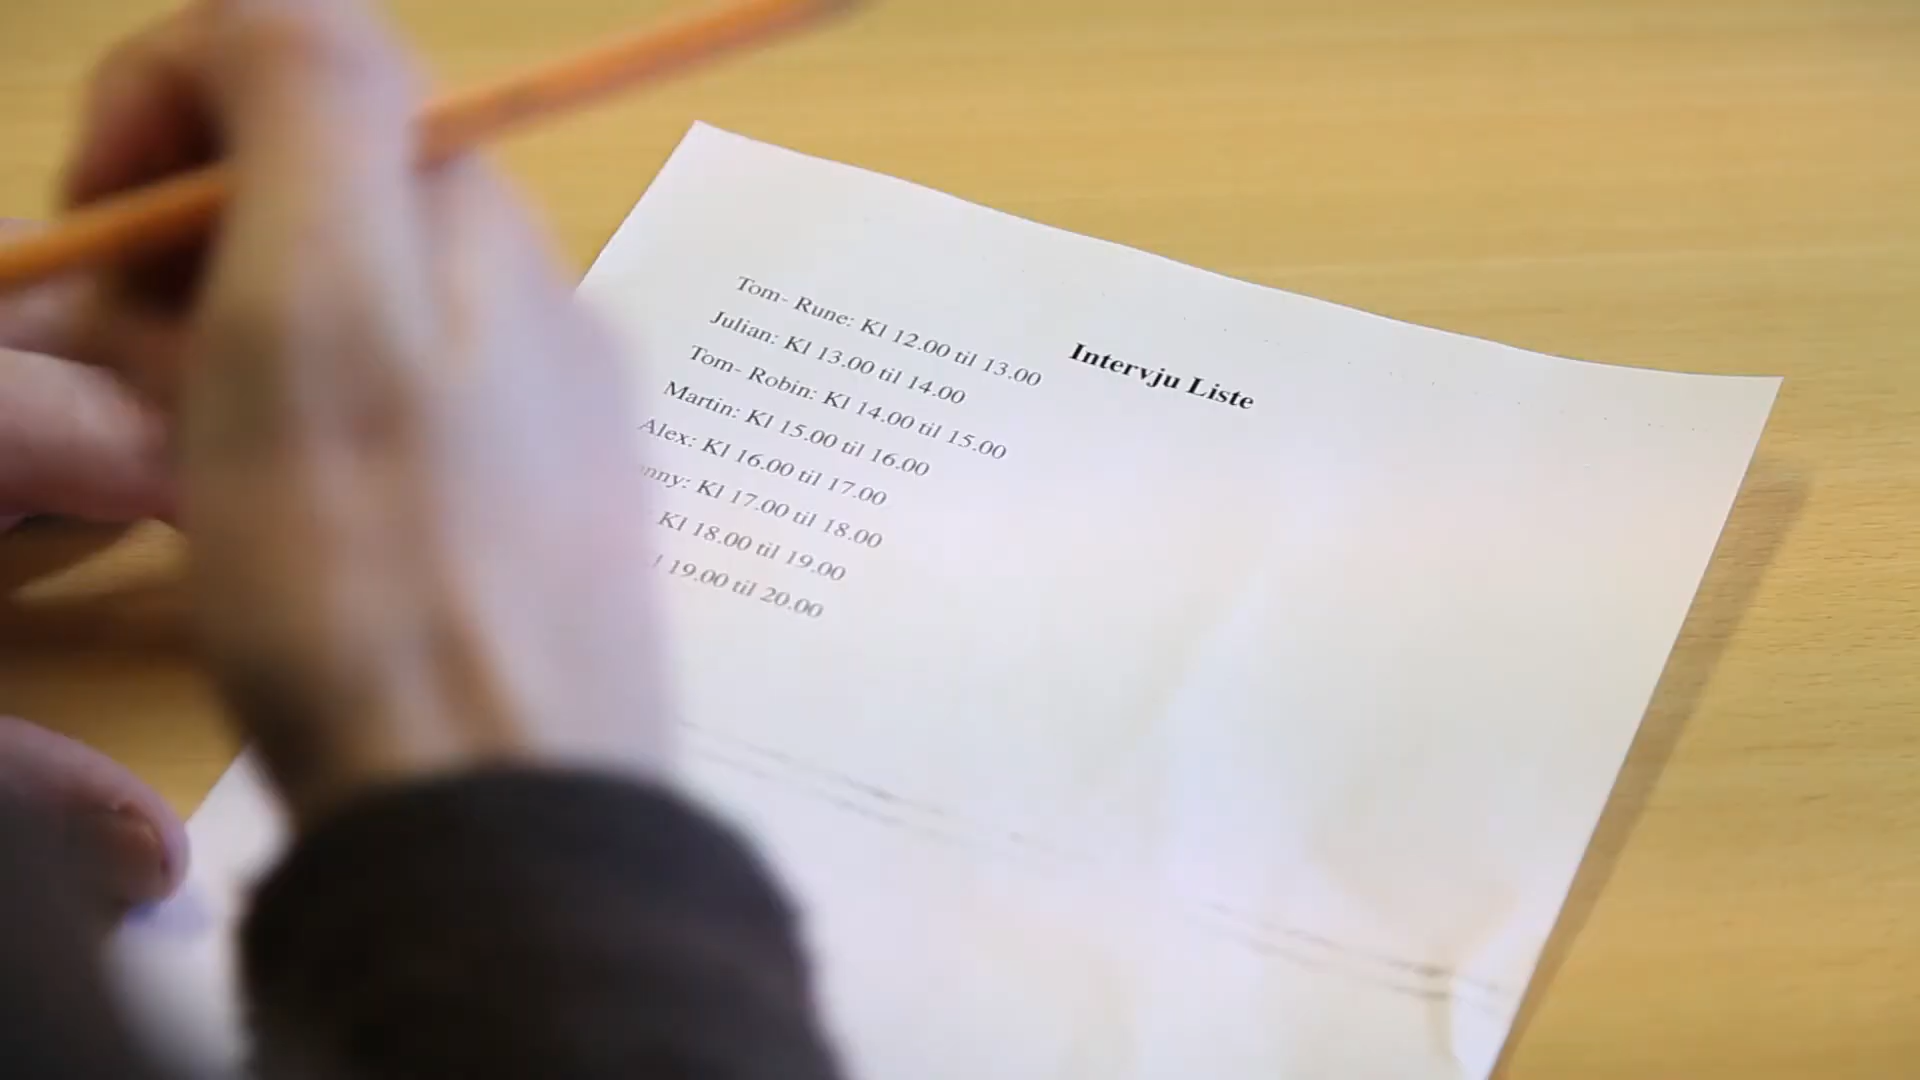 Intervju Liste
Tom- Rune: Kl 12.00 til 13.00
Julian: Kl 13.00 til 14.00
Tom- Robin: Kl 14.00 til 15.00
Martin: Kl 15.00 til 16.00
Alex: Kl 16.00 til 17.00
Kl 17.00 til 18.00
Kl 18.00 til 19.00
19.00 til 20.00